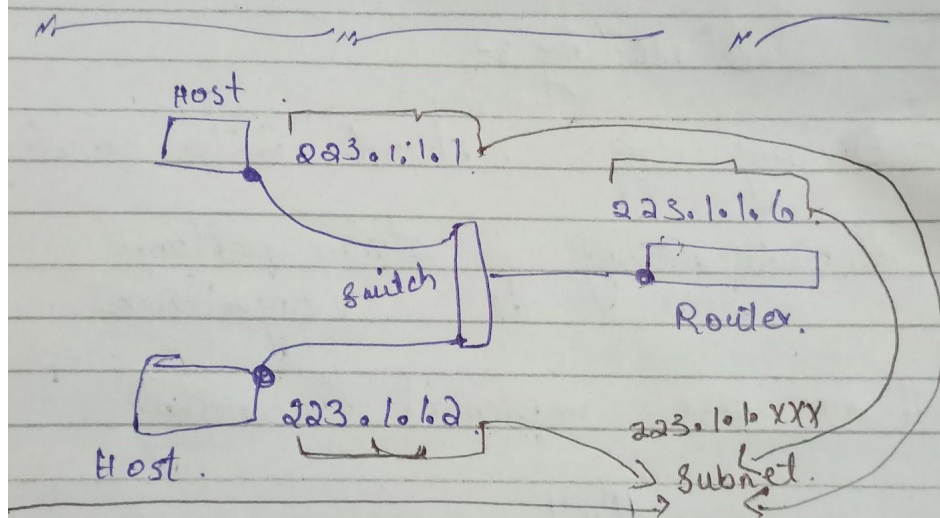 Host
223.1.1.1
223.1.1.6
Switch
Router.
223.1.1.2
223.1.1.xxx
Host.
Subnet.